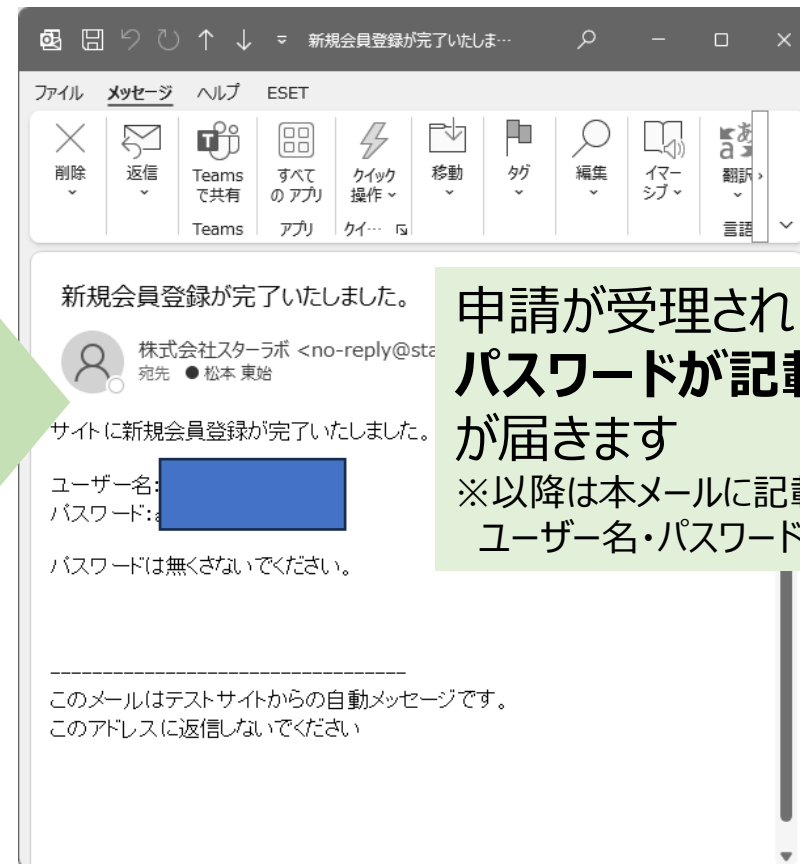 新規会員登録が完了いたしま…
ファイル メッセージ ヘルプ ESET
削除
返信
Teams
で共有
すべて
の アプリ
クイック
操作
移動
タグ
編集
イマー
シブ
翻訳
Teams アプリ クイ… 言語
新規会員登録が完了いたしました。
株式会社スターラボ <no-reply@sta
宛先 ●松本 東始
サイトに新規会員登録が完了いたしました。
ユーザー名:
パスワード:
パスワードは無くさないでください。
----------------------------------
このメールはテストサイトからの自動メッセージです。
このアドレスに返信しないでください
申請が受理され
パスワードが記載
が届きます
※以降は本メールに記載
ユーザー名・パスワード